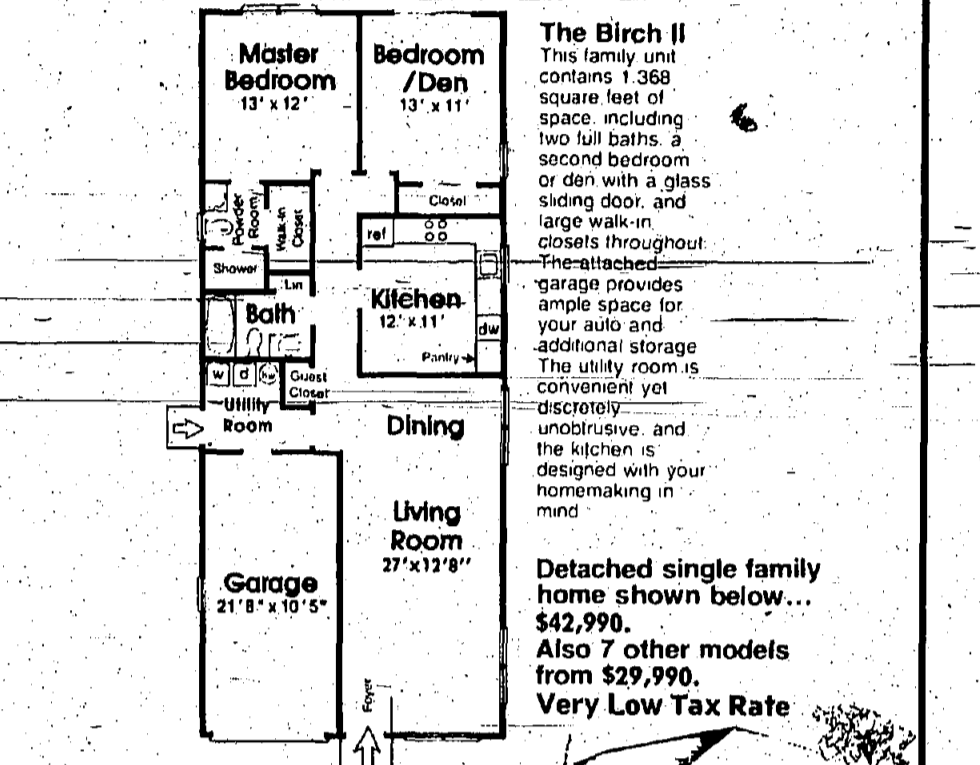 Master
Bedroom
13' x 12'
Bedroom
/Den
13' x 11'
Powder
Room
Walk-in
Closet
Closet
ref
Shower
Lin
Kitchen
12' x 11'
Bath
dw
Pantry
w
d
hw
Guest
Closet
Utility
Room
Dining
Living
Room
27' x 12'8''
Garage
21'8" x 10'5"
Foyer
The Birch II
This family unit
contains 1.368
square feet of
space. including
two full baths. a
second bedroom
or den with a glass
sliding door. and
large walk-in
closets throughout
The attached
garage provides
ample space for
your auto and
additional storage
The utility room is
convenient yet
discretely
unobtrusive. and
the kitchen is
designed with your
homemaking in
mind
Detached single family
home shown below...
$42,990.
Also 7 other models
from $29,990.
Very Low Tax Rate